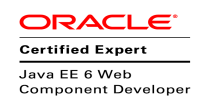 ORACLE®
Certified Expert
Java EE 6 Web
Component Developer